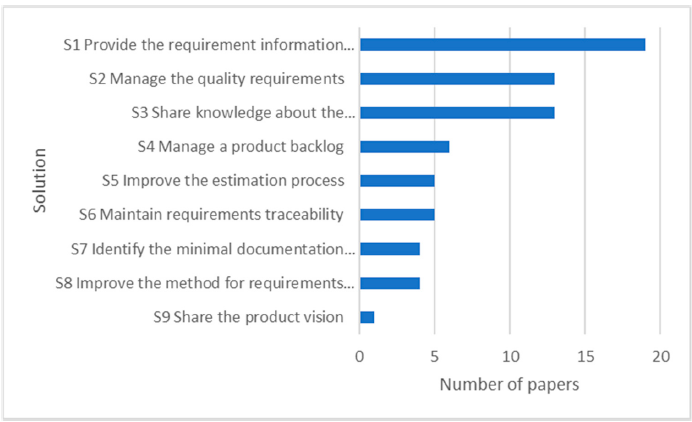 S1 Provide the requirement information...
S2 Manage the quality requirements
S3 Share knowledge about the...
S4 Manage a product backlog
S5 Improve the estimation process
S6 Maintain requirements traceability
S7 Identify the minimal documentation...
S8 Improve the method for requirements...
S9 Share the product vision
Solution
0 5 10 15 20
Number of papers